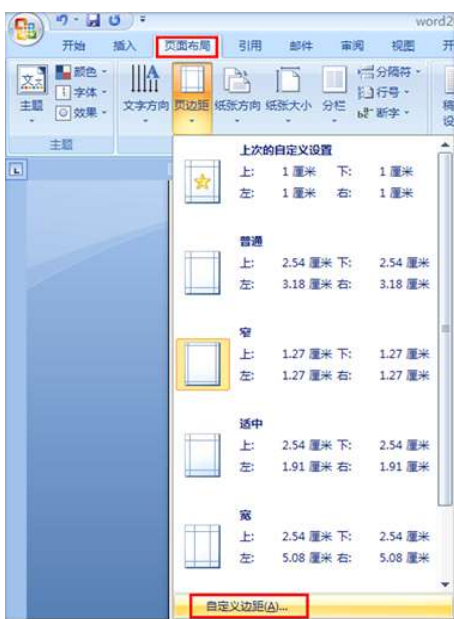 word2
开始 插入 页面布局 引用 邮件 审阅 视图 开
主题 颜色 字体 效果 文字方向 页边距 纸张方向 纸张大小 分栏 分隔符 行号 断字 稿 设
主题
上次的自定义设置
上: 1 厘米 下: 1 厘米
左: 1 厘米 右: 1 厘米
普通
上: 2.54 厘米 下: 2.54 厘米
左: 3.18 厘米 右: 3.18 厘米
窄
上: 1.27 厘米 下: 1.27 厘米
左: 1.27 厘米 右: 1.27 厘米
适中
上: 2.54 厘米 下: 2.54 厘米
左: 1.91 厘米 右: 1.91 厘米
宽
上: 2.54 厘米 下: 2.54 厘米
左: 5.08 厘米 右: 5.08 厘米
自定义边距(A)...